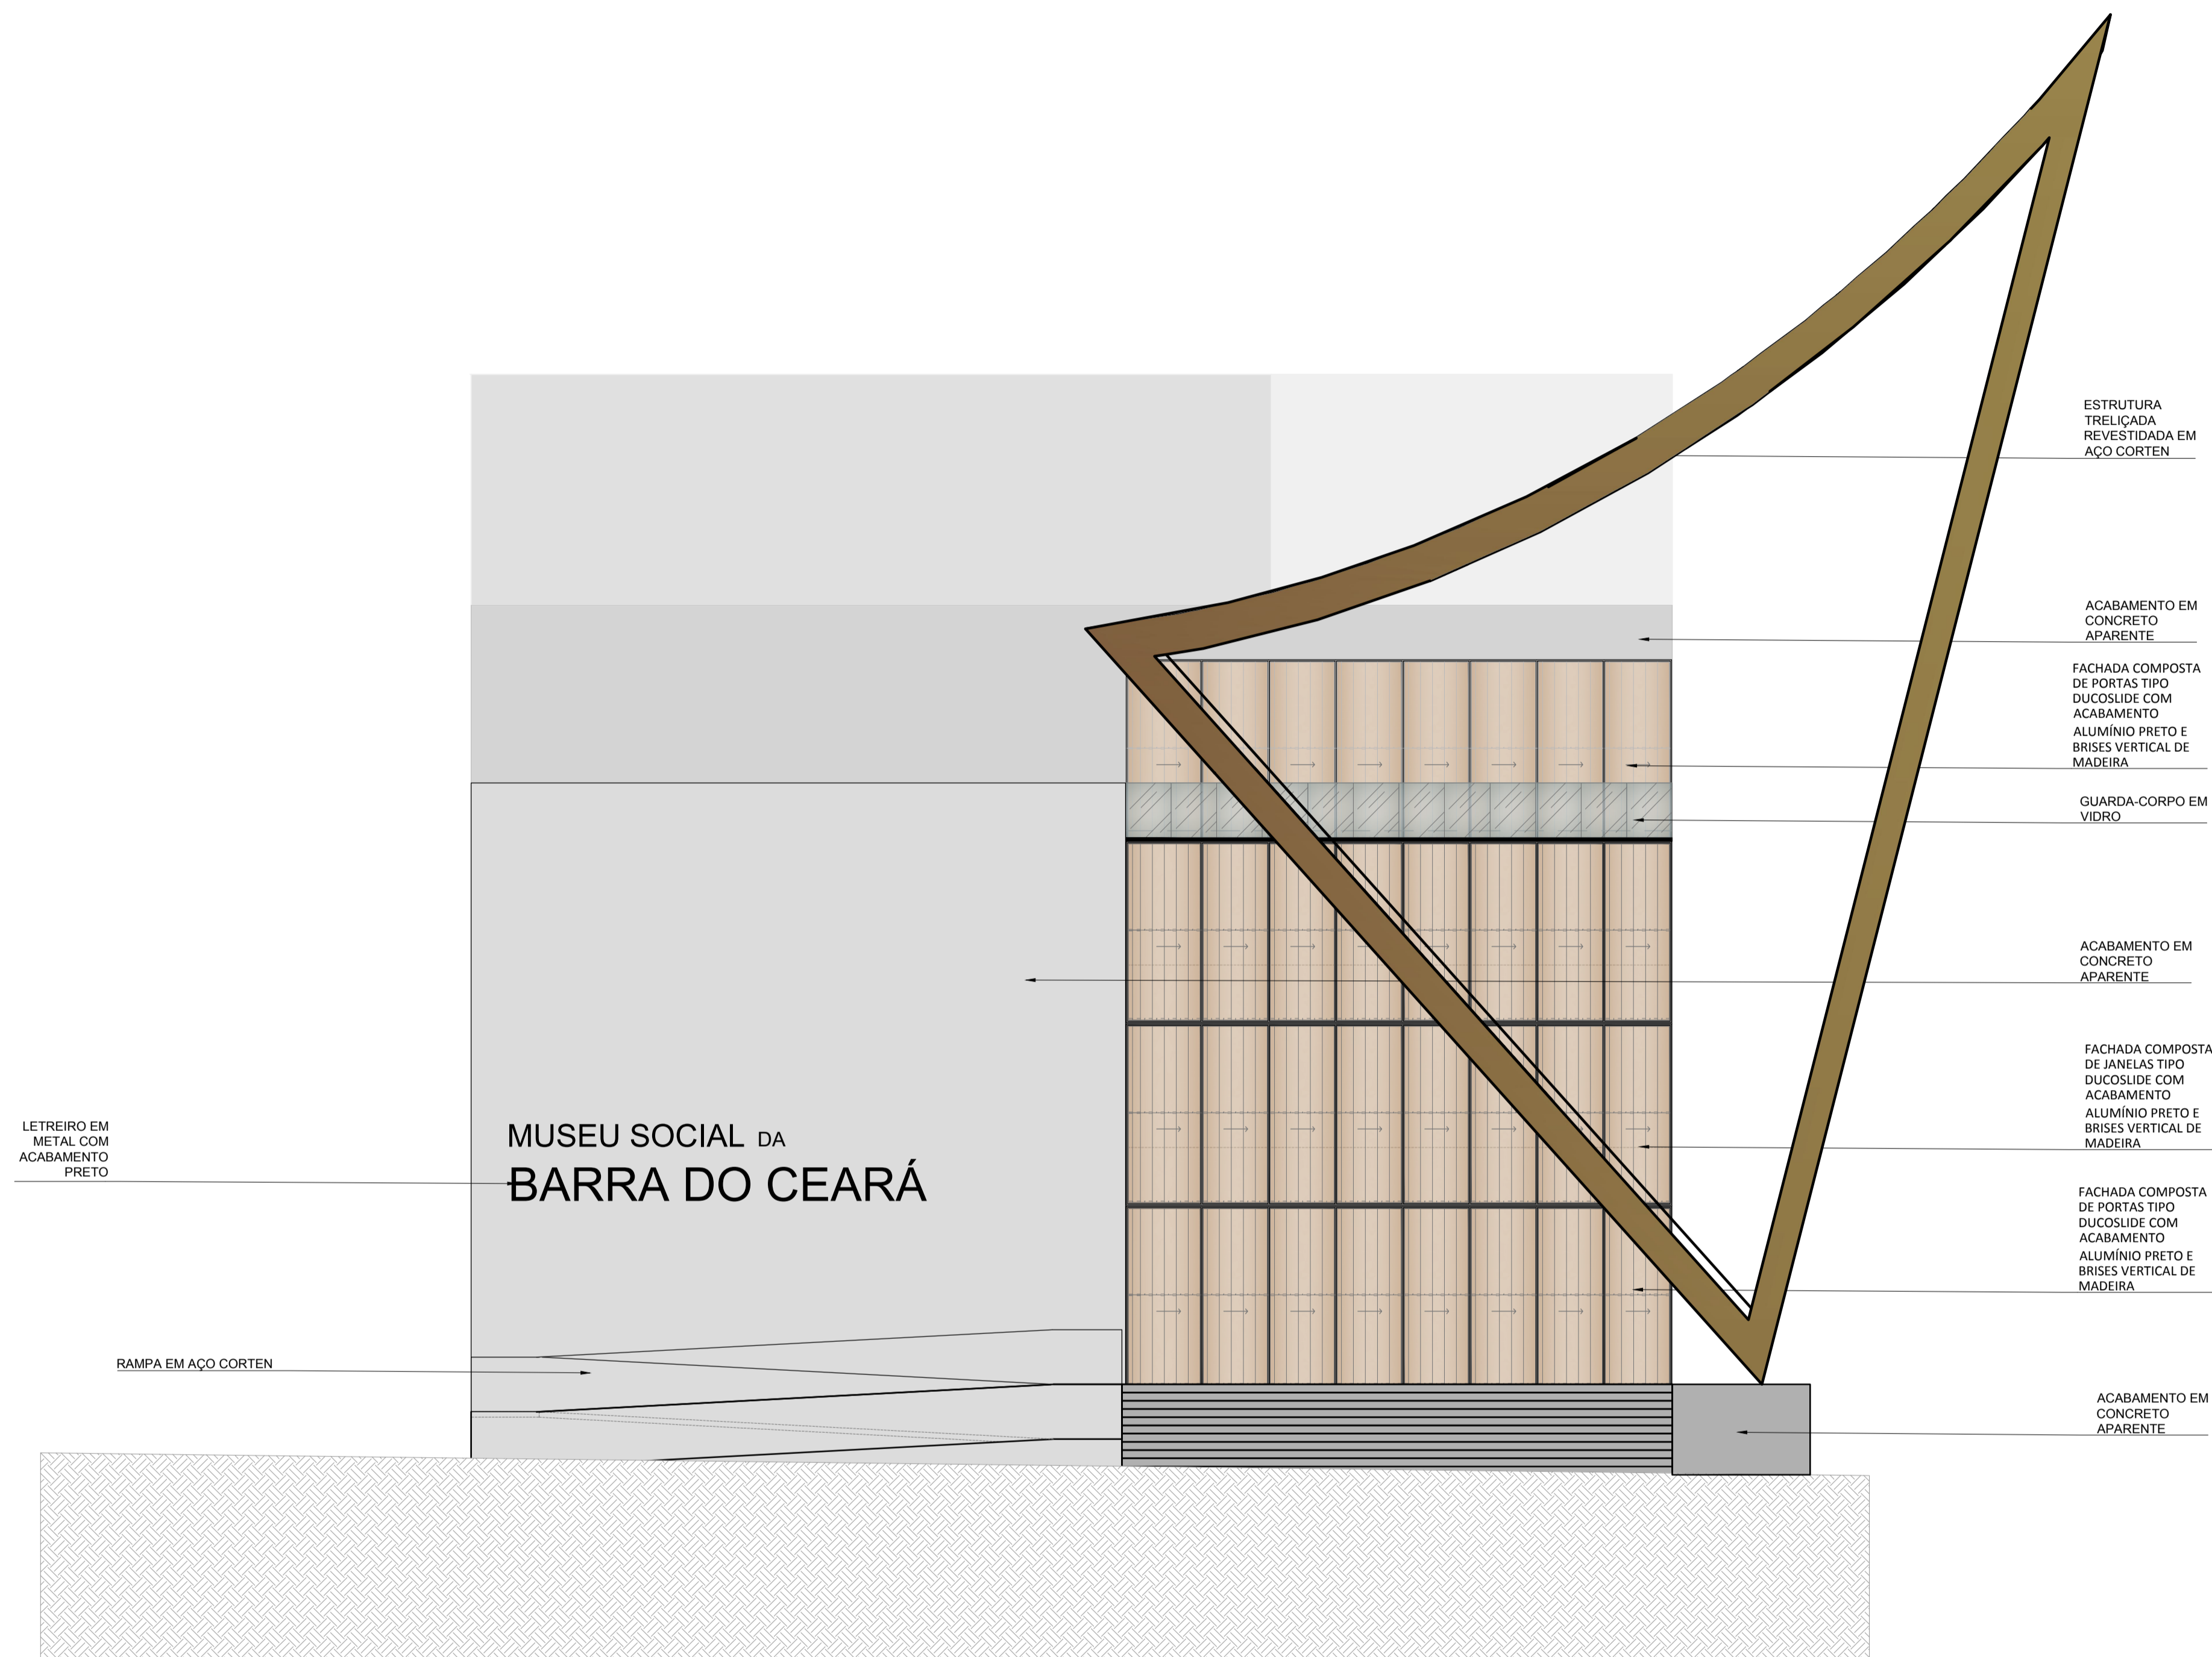 ESTRUTURA
TRELIÇADA
REVESTIDADA EM
AÇO CORTEN
ACABAMENTO EM
CONCRETO
APARENTE
FACHADA COMPOSTA
DE PORTAS TIPO
DUCOSLIDE COM
ACABAMENTO
ALUMÍNIO PRETO E
BRISES VERTICAL DE
MADEIRA
GUARDA-CORPO EM
VIDRO
ACABAMENTO EM
CONCRETO
APARENTE
FACHADA COMPOSTA
DE JANELAS TIPO
DUCOSLIDE COM
ACABAMENTO
ALUMÍNIO PRETO E
BRISES VERTICAL DE
MADEIRA
LETREIRO EM
METAL COM
ACABAMENTO
PRETO
MUSEU SOCIAL DA
BARRA DO CEARÁ
FACHADA COMPOSTA
DE PORTAS TIPO
DUCOSLIDE COM
ACABAMENTO
ALUMÍNIO PRETO E
BRISES VERTICAL DE
MADEIRA
RAMPA EM AÇO CORTEN
ACABAMENTO EM
CONCRETO
APARENTE